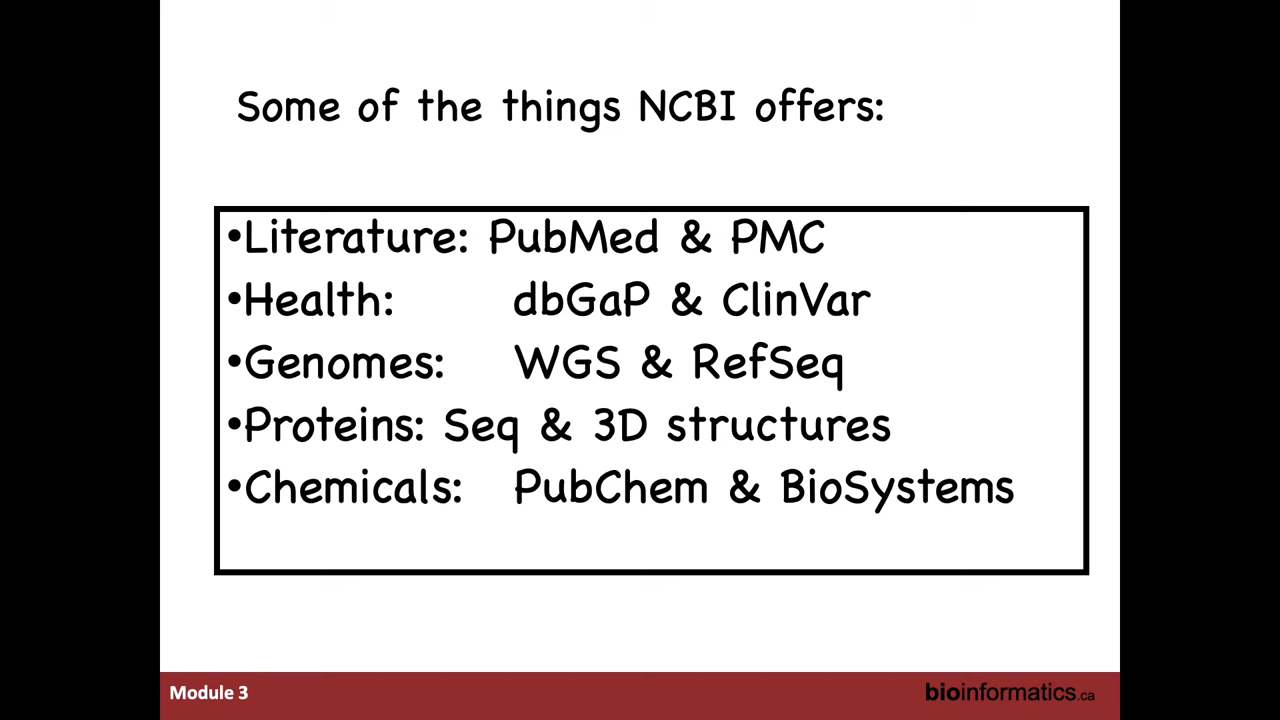 Some of the things NCBI offers:
•Literature: PubMed & PMC
•Health: dbGaP & ClinVar
•Genomes: WGS & RefSeq
•Proteins: Seq & 3D structures
•Chemicals: PubChem & BioSystems
Module 3
bioinformatics.ca